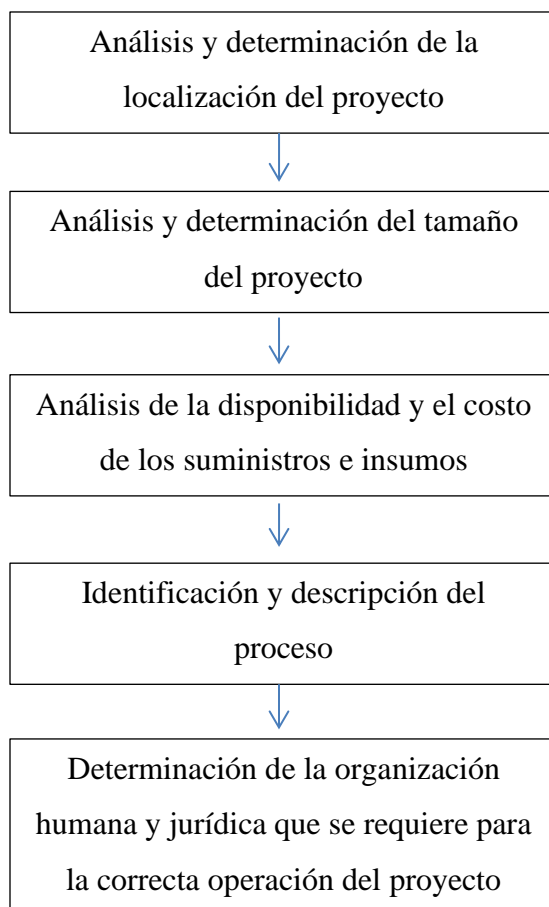 Análisis y determinación de la
localización del proyecto
Análisis y determinación del tamaño
del proyecto
Análisis de la disponibilidad y el costo
de los suministros e insumos
Identificación y descripción del
proceso
Determinación de la organización
humana y jurídica que se requiere para
la correcta operación del proyecto